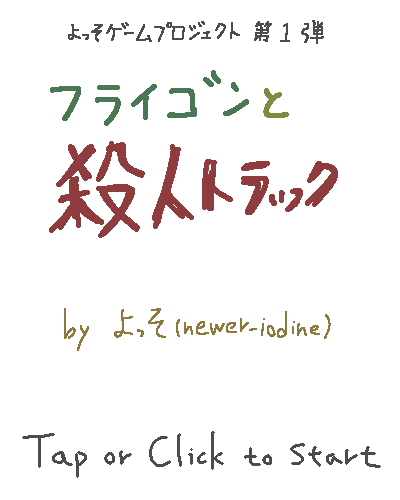 よっそゲームプロジェクト 第1弾
フライゴンと
殺人トラック
by よっそ(newer-iodine)
Tap or Click to Start